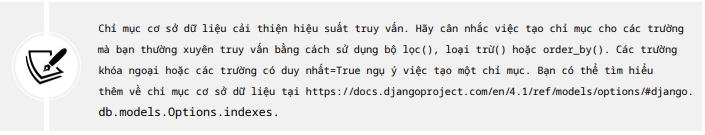 Chỉ mục cơ sở dữ liệu cải thiện hiệu suất truy vấn. Hãy cân nhắc việc tạo chỉ mục cho các trường
mà bạn thường xuyên truy vấn bằng cách sử dụng bộ lọc(), loại trừ() hoặc order_by(). Các trường
khóa ngoại hoặc các trường có duy nhất=True ngụ ý việc tạo một chỉ mục. Bạn có thể tìm hiểu
thêm về chỉ mục cơ sở dữ liệu tại https://docs.djangoproject.com/en/4.1/ref/models/options/#django.
db.models.Options.indexes.